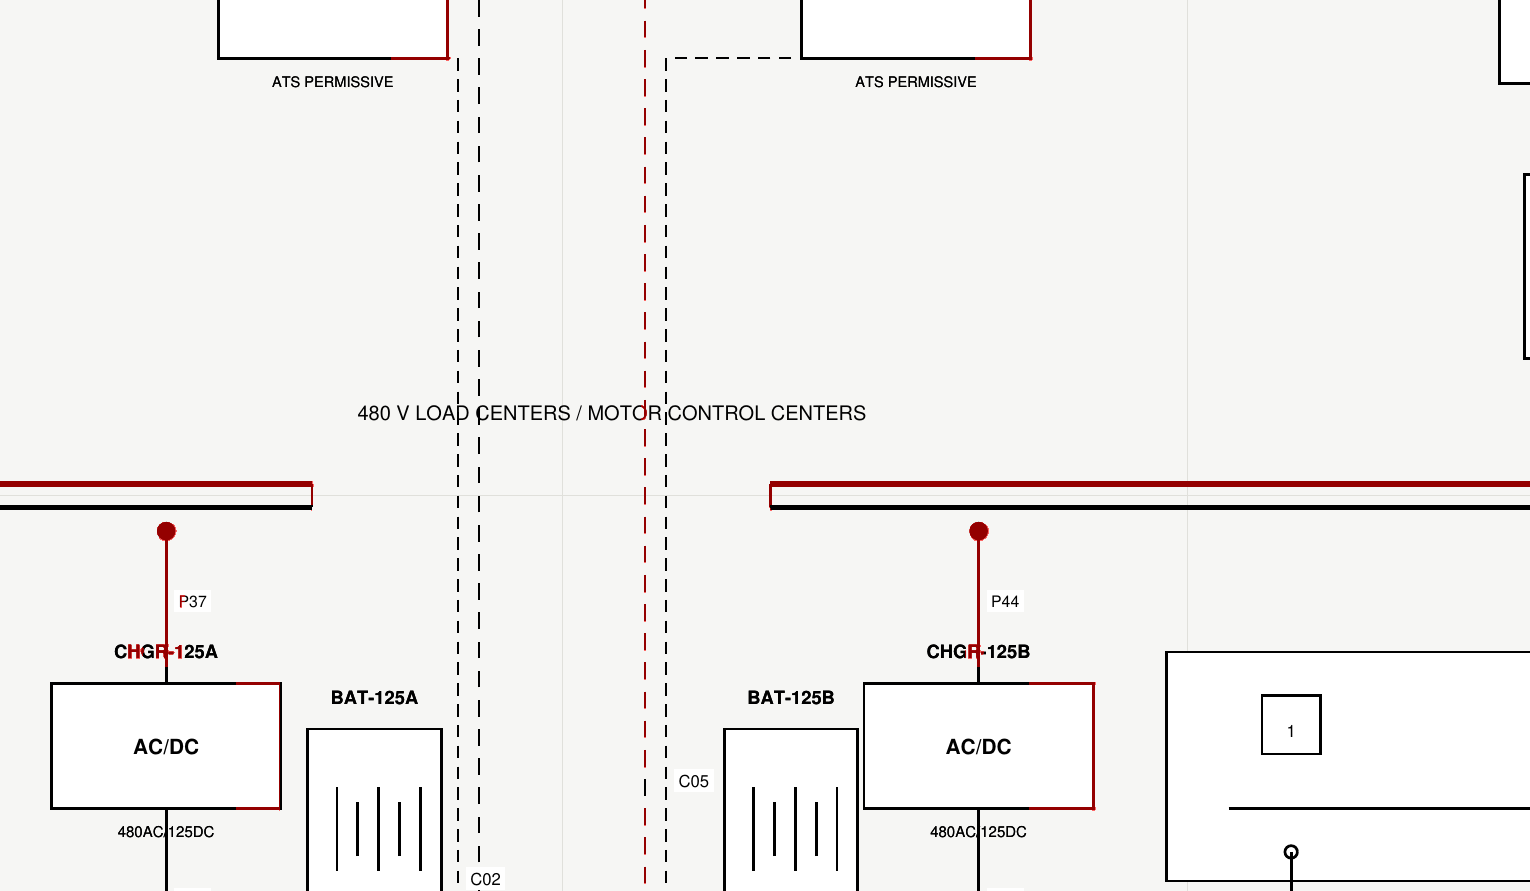 ATS PERMISSIVE
ATS PERMISSIVE
480 V LOAD CENTERS / MOTOR CONTROL CENTERS
P37
P44
CHGR-125A
CHGR-125B
BAT-125A
BAT-125B
1
AC/DC
AC/DC
C05
480AC/125DC
480AC/125DC
C02